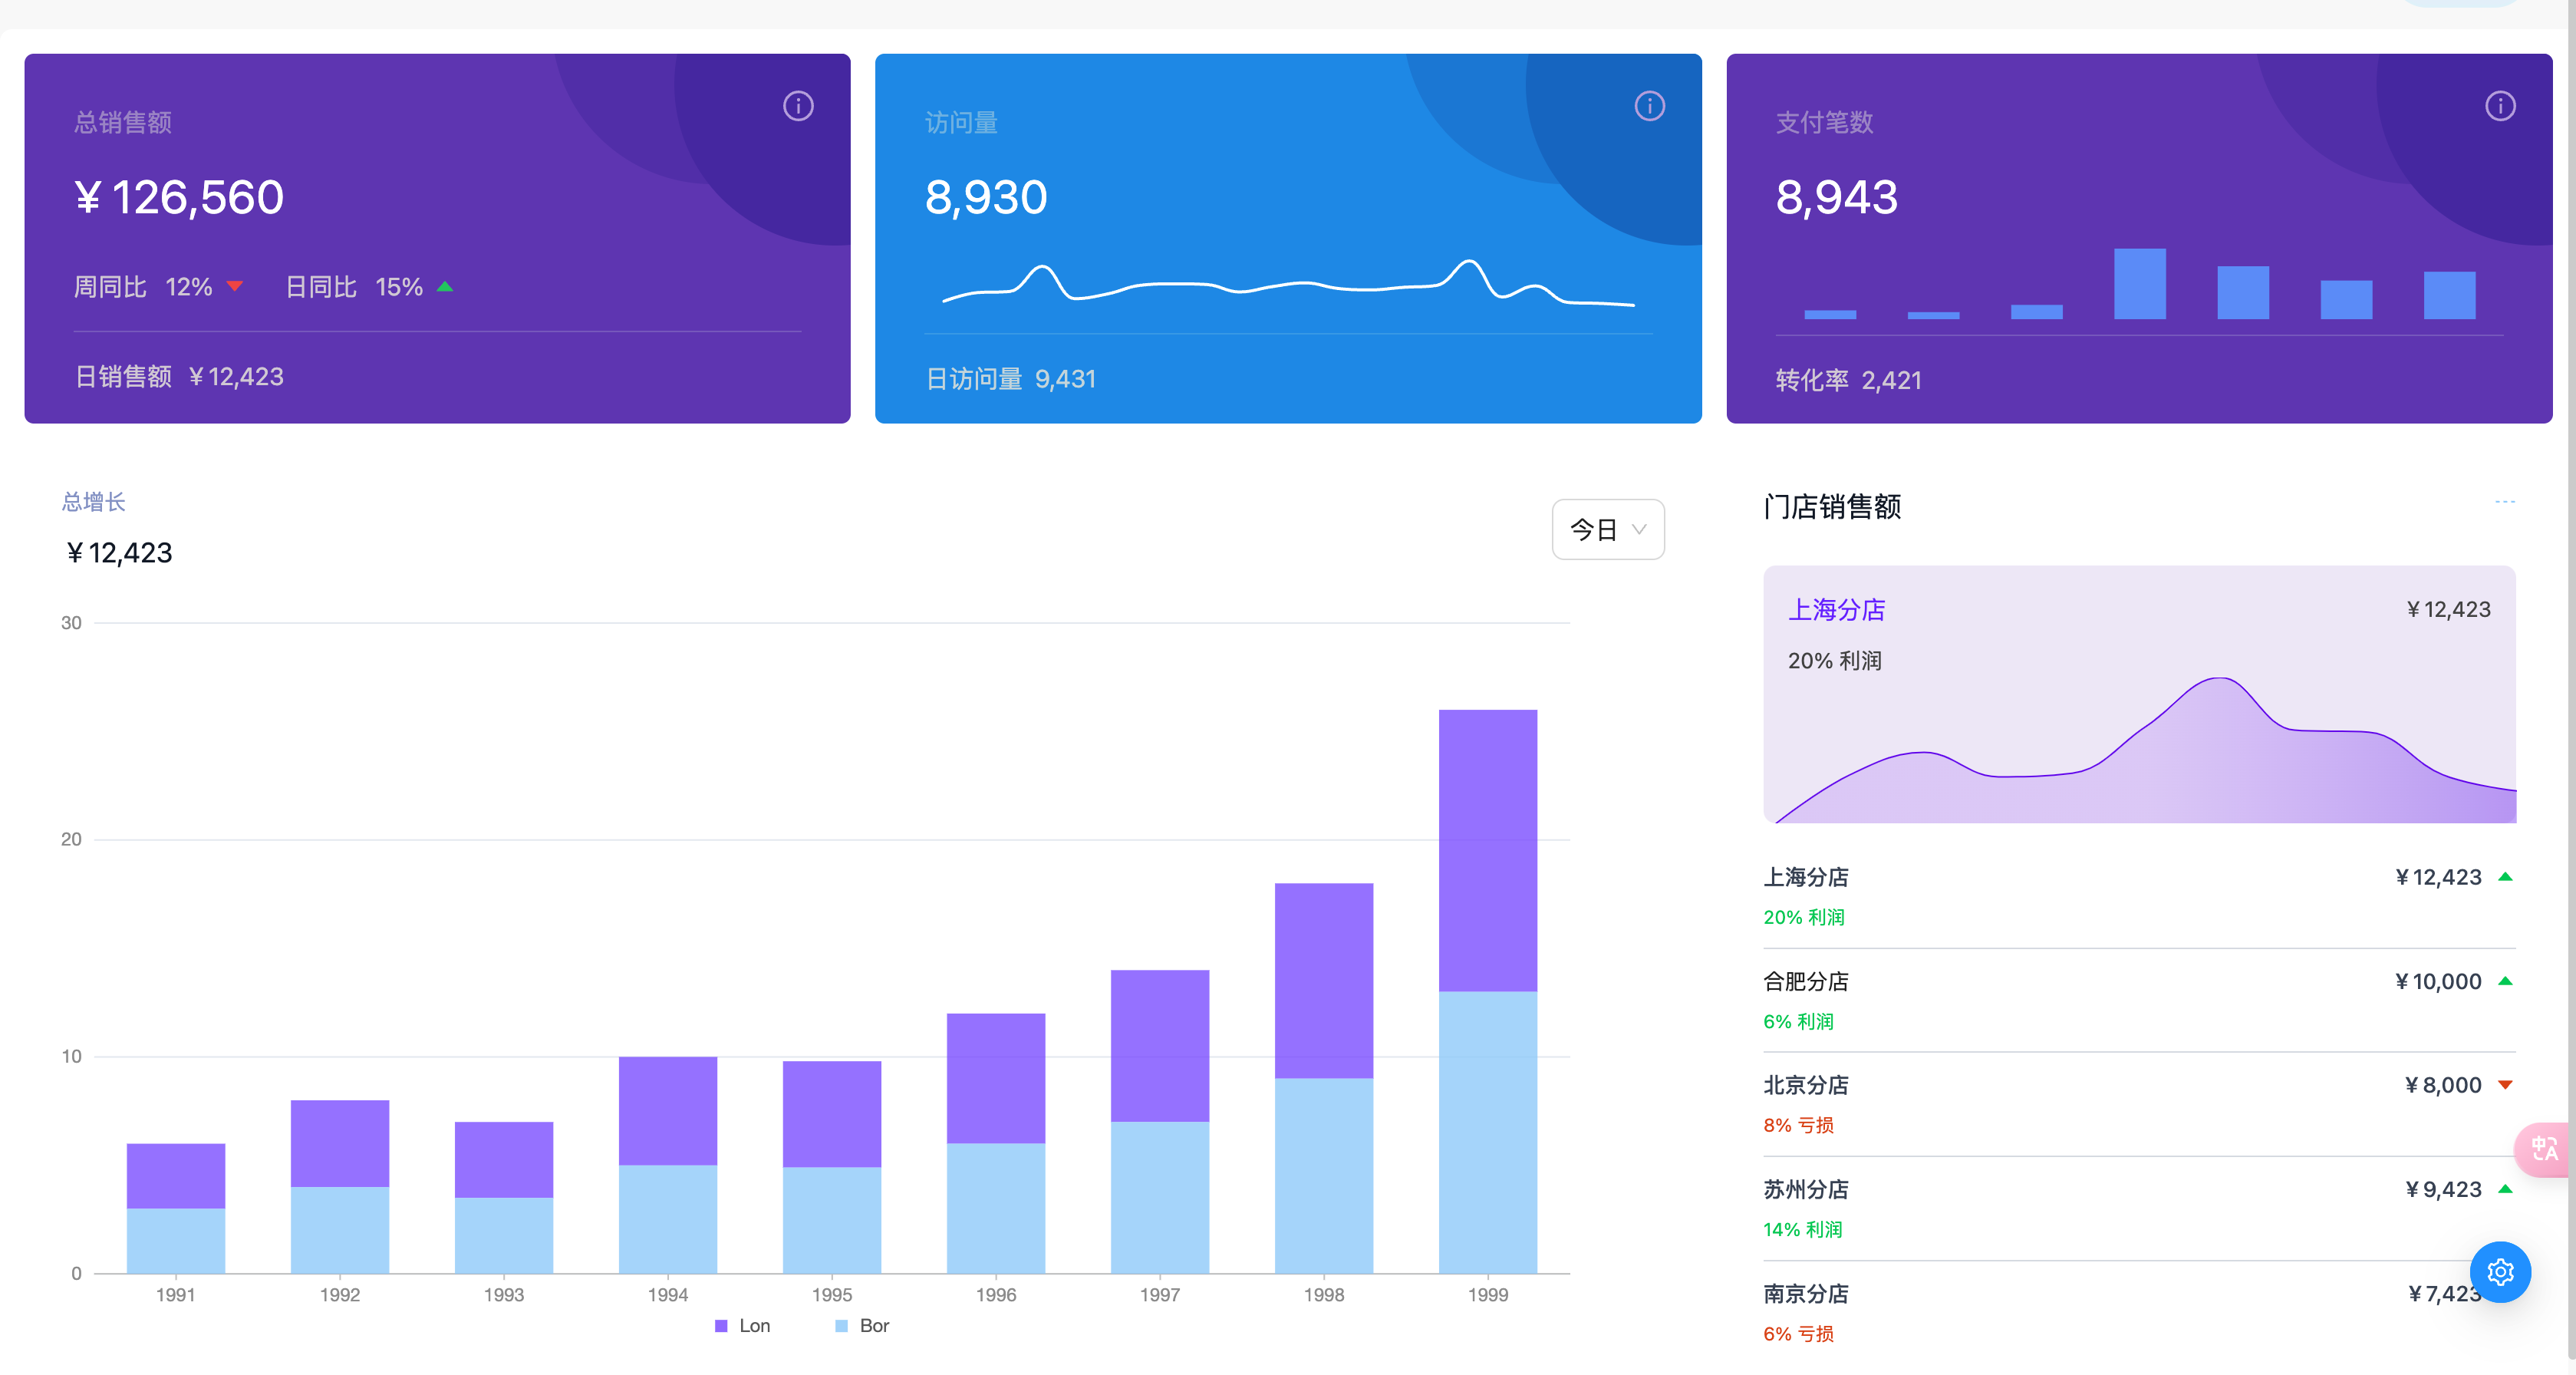 总销售额
¥ 126,560
周同比 12% 日同比 15%
日销售额 ¥ 12,423
访问量
8,930
日访问量 9,431
支付笔数
8,943
转化率 2,421
总增长
¥ 12,423
今日
30
20
10
0
1991 1992 1993 1994 1995 1996 1997 1998 1999
Lon Bor
门店销售额
上海分店 ¥ 12,423
20% 利润
上海分店 ¥ 12,423
20% 利润
合肥分店 ¥ 10,000
6% 利润
北京分店 ¥ 8,000
8% 亏损
苏州分店 ¥ 9,423
14% 利润
南京分店 ¥ 7,423
6% 亏损
中 A